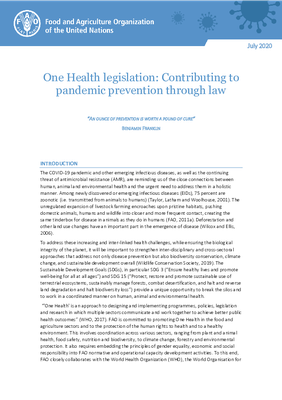 Food and Agriculture Organization
of the United Nations
July 2020
One Health legislation: Contributing to
pandemic prevention through law
"AN OUNCE OF PREVENTION IS WORTH A POUND OF CURE"
BENJAMIN FRANKLIN
INTRODUCTION
The COVID-19 pandemic and other emerging infectious diseases, as well as the continuing
threat of antimicrobial resistance (AMR), are reminding us of the close connections between
human, animal and environmental health and the urgent need to address them in a holistic
manner. Among newly discovered or emerging infectious diseases (EIDs), 75 percent are
zoonotic (i.e. transmitted from animals to humans) (Taylor, Latham and Woolhouse, 2001). The
unregulated expansion of livestock farming encroaches upon pristine habitats, putting
domestic animals, humans and wildlife into closer and more frequent contact, creating the
same tinderbox for disease in animals as they do in humans (FAO, 2011a). Deforestation and
other land use changes have an important part in the emergence of disease (Wilcox and Ellis,
2006).
To address these increasing and inter-linked health challenges, while ensuring the biological
integrity of the planet, it will be important to strengthen inter-disciplinary and cross-sectoral
approaches that address not only disease prevention but also biodiversity conservation, climate
change, and sustainable development overall (Wildlife Conservation Society, 2019). The
Sustainable Development Goals (SDGs), in particular SDG 3 ("Ensure healthy lives and promote
well-being for all at all ages") and SDG 15 ("Protect, restore and promote sustainable use of
terrestrial ecosystems, sustainably manage forests, combat desertification, and halt and reverse
land degradation and halt biodiversity loss") provide a unique opportunity to break the silos and
to work in a coordinated manner on human, animal and environmental health.
"'One Health' is an approach to designing and implementing programmes, policies, legislation
and research in which multiple sectors communicate and work together to achieve better public
health outcomes" (WHO, 2017). FAO is committed to promoting One Health in the food and
agriculture sectors and to the protection of the human rights to health and to a healthy
environment. This involves coordination across various sectors, ranging from plant and animal
health, food safety, nutrition and biodiversity, to climate change, forestry and environmental
protection. It also requires embedding the principles of gender equality, economic and social
responsibility into FAO normative and operational capacity development activities. To this end,
FAO closely collaborates with the World Health Organization (WHO), the World Organisation for